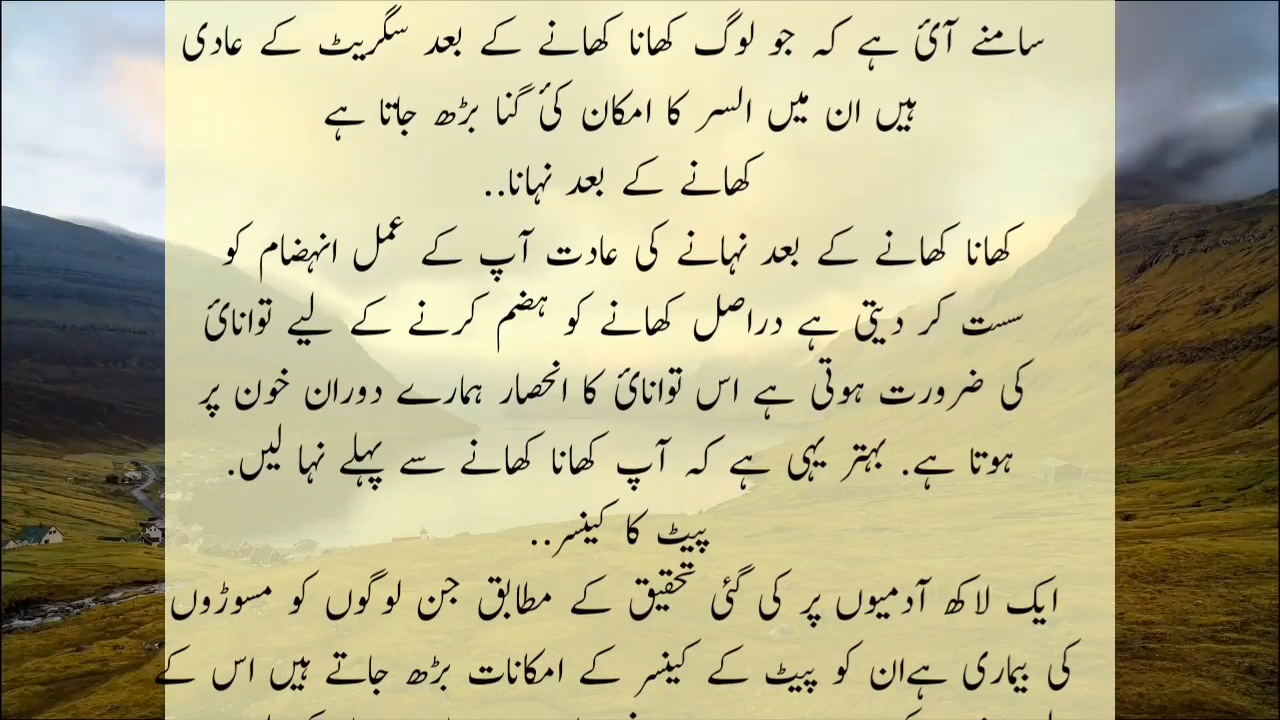 سامنے آئ ہے کہ جو لوگ کھانا کھانے کے بعد سگریٹ کے عادی
ہیں ان میں السر کا امکان کئ گنا بڑھ جاتا ہے
کھانے کے بعد نہانا..
کھانا کھانے کے بعد نہانے کی عادت آپ کے عمل انہضام کو
سست کر دیتی ہے دراصل کھانے کو ہضم کرنے کے لیے توانائ
کی ضرورت ہوتی ہے اس توانائ کا انحصار ہمارے دوران خون پر
ہوتا ہے. بہتر یہی ہے کہ آپ کھانا کھانے سے پہلے نہا لیں.
پیٹ کا کینسر..
ایک لاکھ آدمیوں پر کی گئی تحقیق کے مطابق جن لوگوں کو مسوڑوں
کی بیماری ہےان کو پیٹ کے کینسر کے امکانات بڑھ جاتے ہیں اس کے